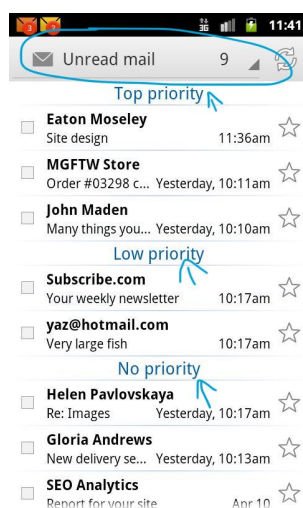 3 2 3G 11:41
Unread mail 9
Top priority
Eaton Moseley
Site design 11:36am
MGFTW Store
Order #03298 c... Yesterday, 10:11am
John Maden
Many things you... Yesterday, 10:10am
Low priority
Subscribe.com
Your weekly newsletter 10:17am
yaz@hotmail.com
Very large fish 10:17am
No priority
Helen Pavlovskaya
Re: Images Yesterday, 10:17am
Gloria Andrews
New delivery se... Yesterday, 10:13am
SEO Analytics
Report for your site Apr 10